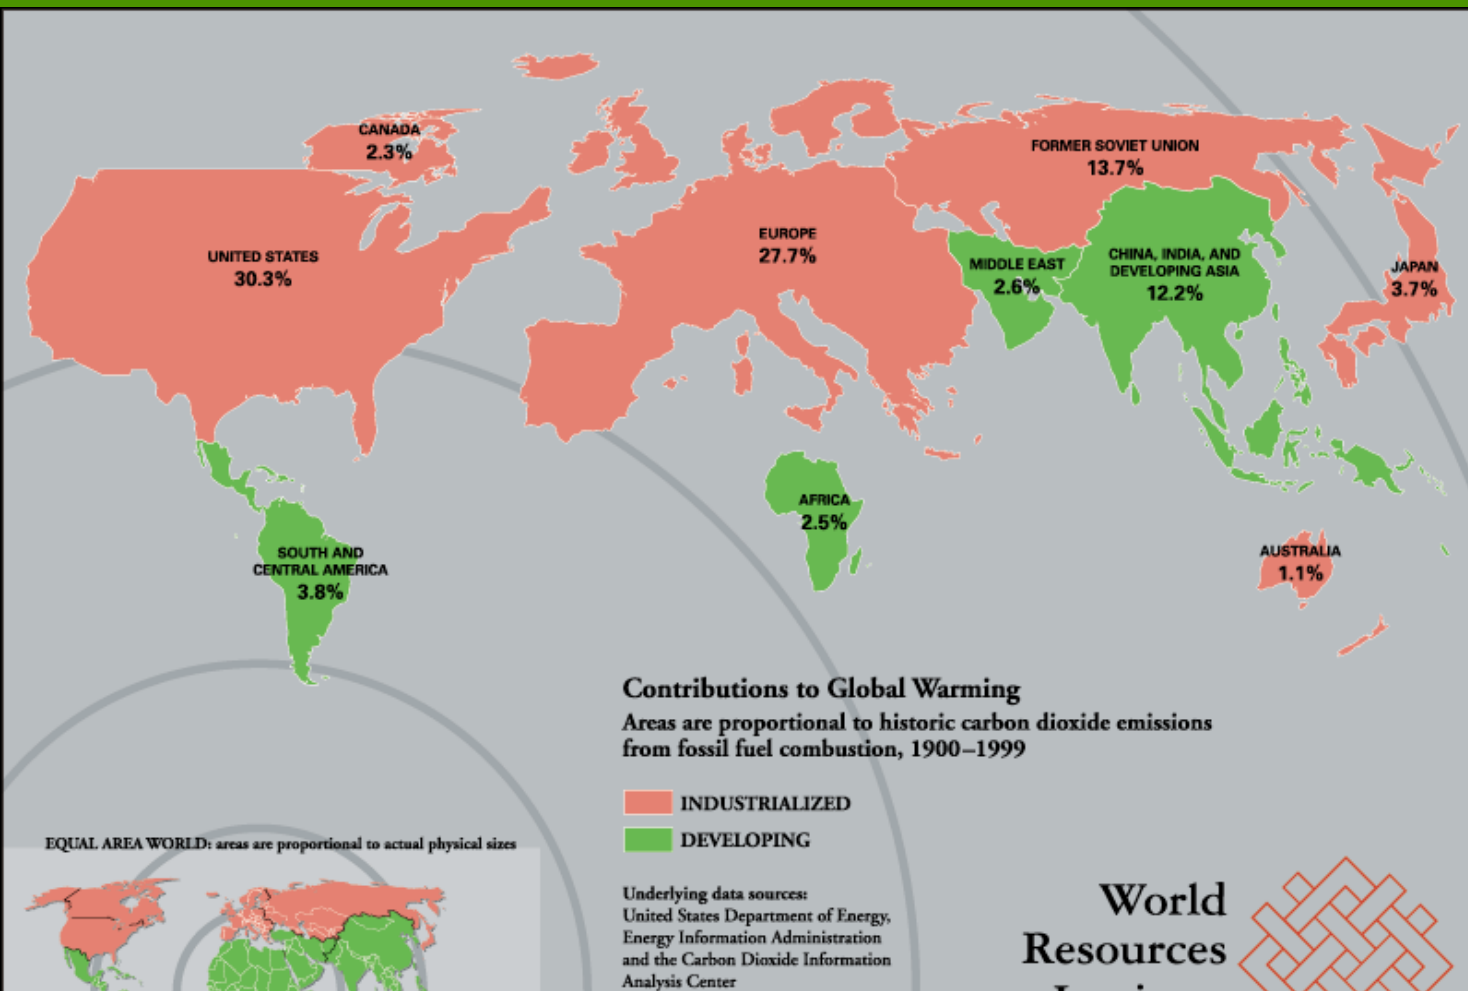 CANADA
2.3%
FORMER SOVIET UNION
13.7%
UNITED STATES
30.3%
EUROPE
27.7%
MIDDLE EAST
2.6%
CHINA, INDIA, AND
DEVELOPING ASIA
12.2%
JAPAN
3.7%
AFRICA
2.5%
SOUTH AND
CENTRAL AMERICA
3.8%
AUSTRALIA
1.1%
Contributions to Global Warming
Areas are proportional to historic carbon dioxide emissions
from fossil fuel combustion, 1900–1999
INDUSTRIALIZED
DEVELOPING
EQUAL AREA WORLD: areas are proportional to actual physical sizes
Underlying data sources:
United States Department of Energy,
Energy Information Administration
and the Carbon Dioxide Information
Analysis Center
World
Resources